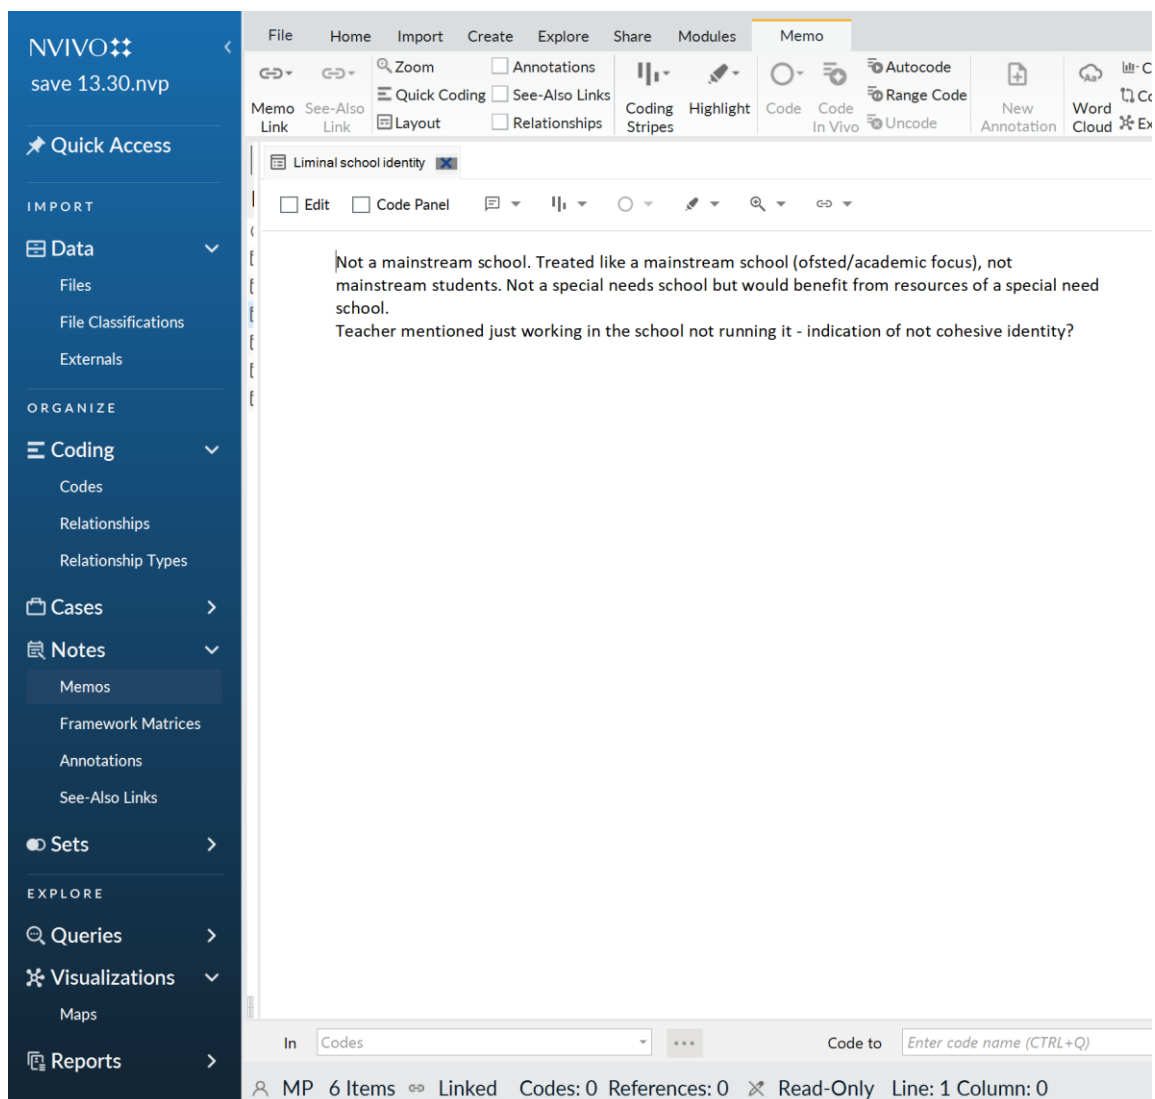 NVIVO
save 13.30.nvp
Quick Access
IMPORT
Data
Files
File Classifications
Externals
ORGANIZE
Coding
Codes
Relationships
Relationship Types
Cases
Notes
Memos
Framework Matrices
Annotations
See-Also Links
Sets
EXPLORE
Queries
Visualizations
Maps
Reports
File Home Import Create Explore Share Modules Memo
Memo Link
See-Also Link
Zoom
Quick Coding
Layout
Annotations
See-Also Links
Relationships
Coding Stripes
Highlight
Code
Code In Vivo
Autocode
Range Code
Uncode
New Annotation
Word Cloud
Liminal school identity
Edit Code Panel
Not a mainstream school. Treated like a mainstream school (ofsted/academic focus), not
mainstream students. Not a special needs school but would benefit from resources of a special need
school.
Teacher mentioned just working in the school not running it - indication of not cohesive identity?
In Codes Code to Enter code name (CTRL+Q)
MP 6 Items Linked Codes: 0 References: 0 Read-Only Line: 1 Column: 0